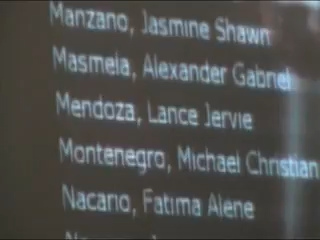 Manzano, Jasmine Shawn
Masmela, Alexander Gabriel
Mendoza, Lance Jervie
Montenegro, Michael Christian
Nacario, Fatima Alene